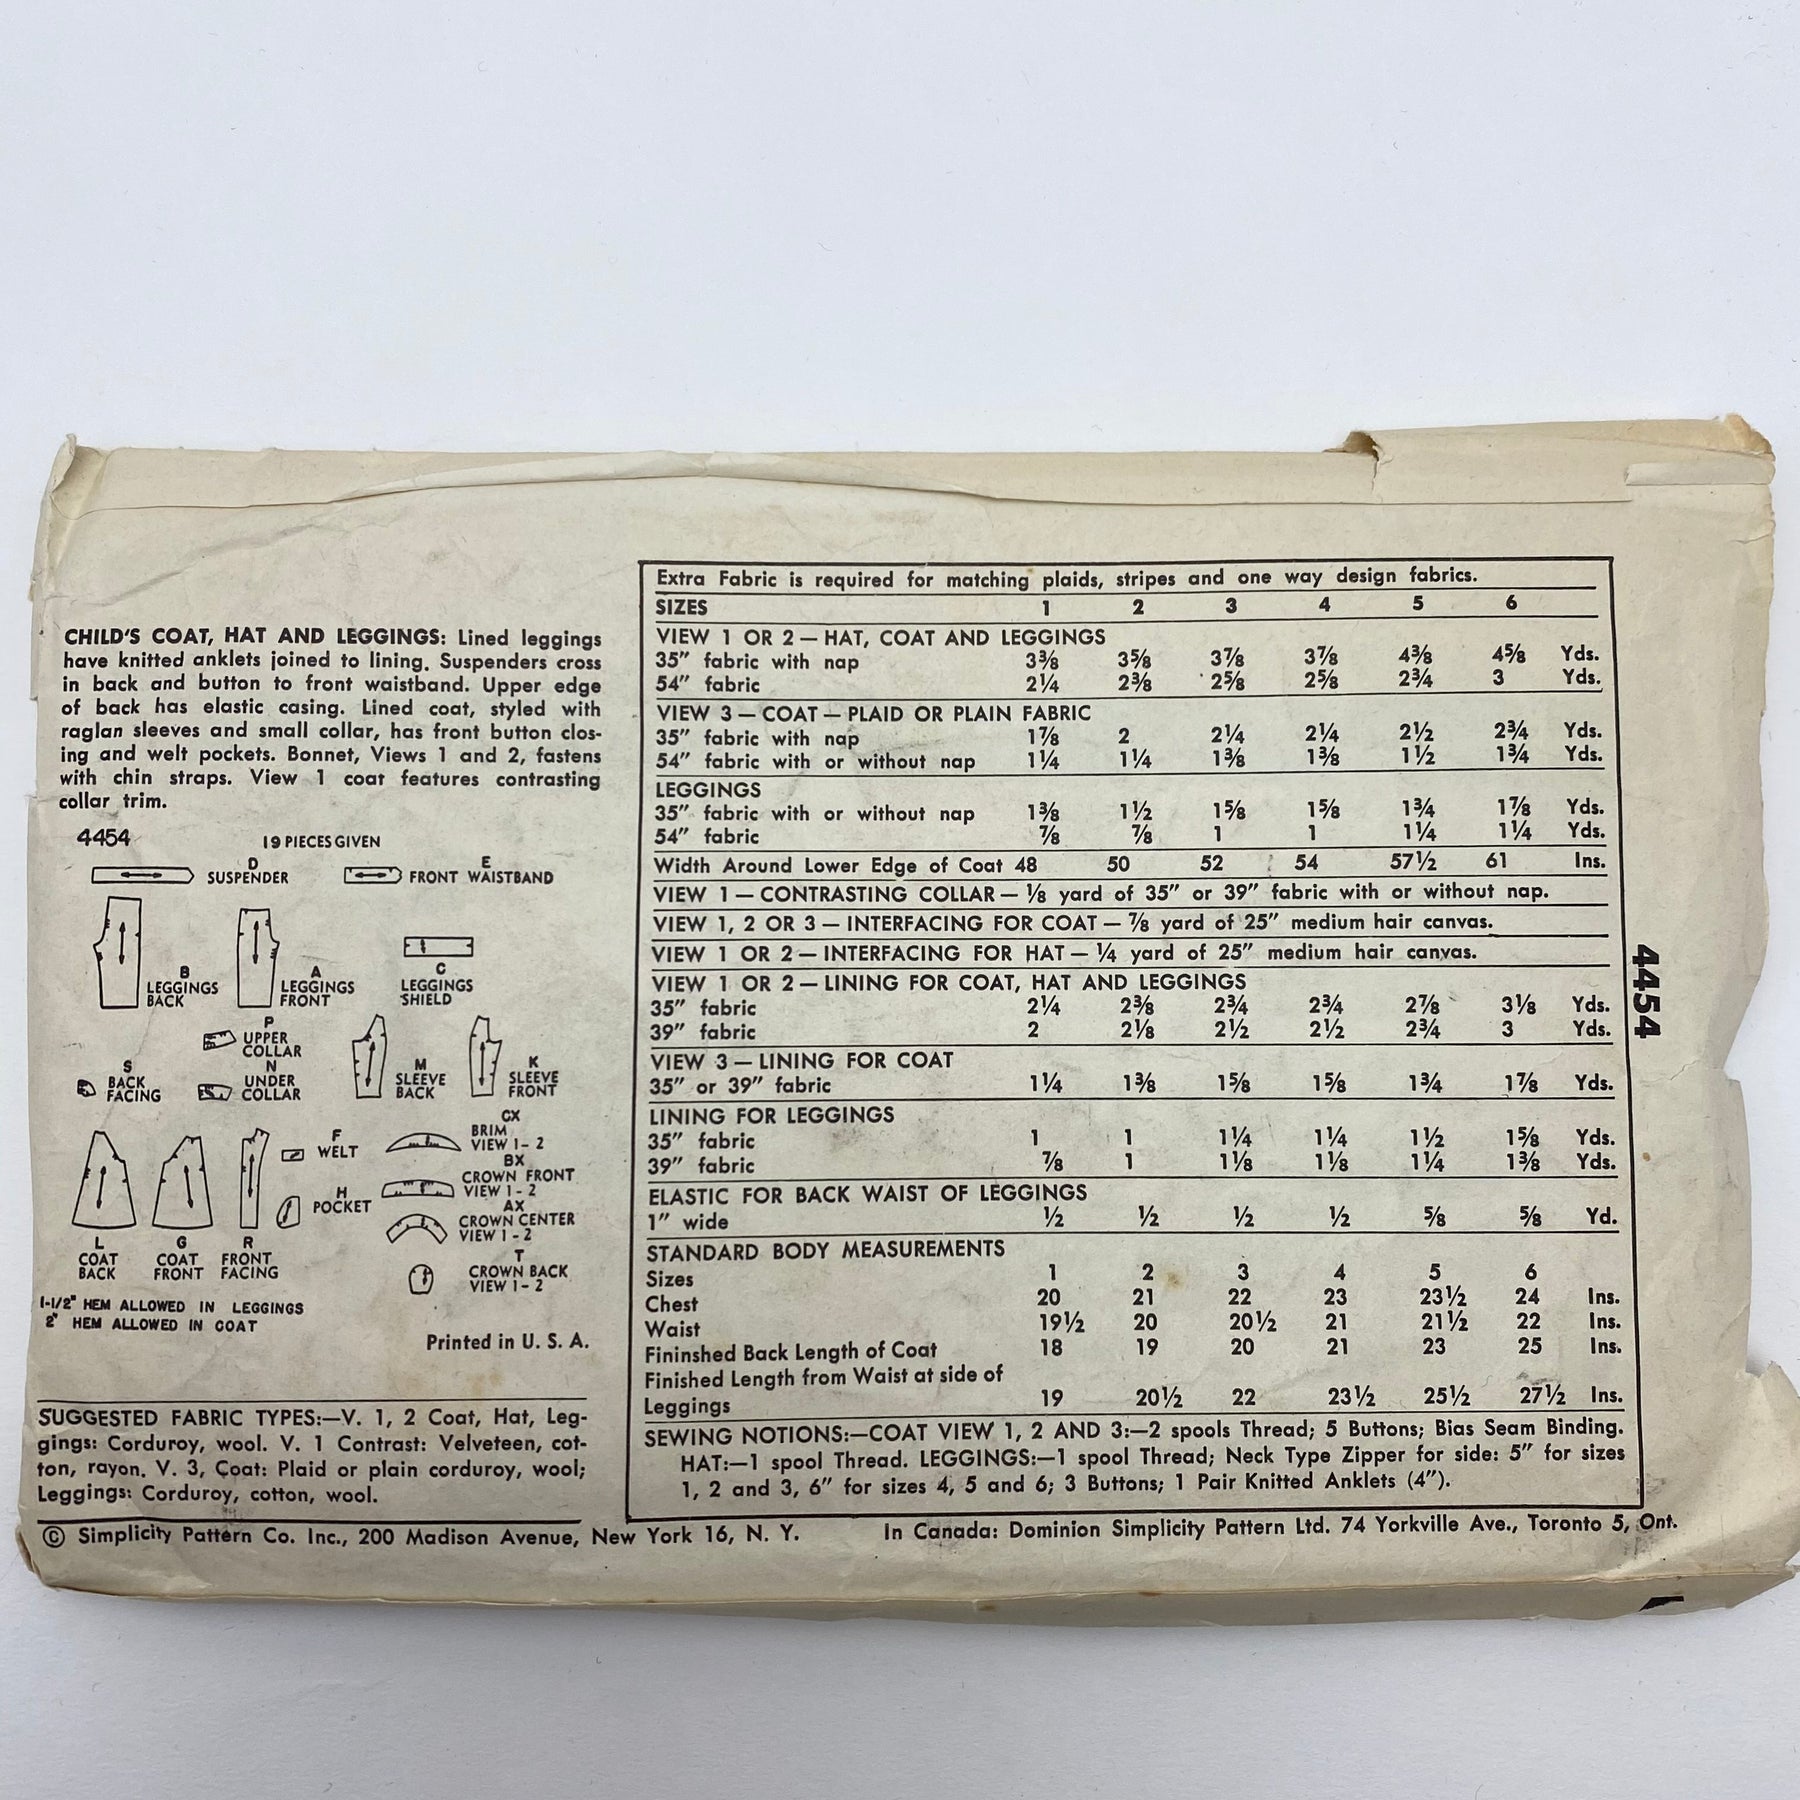 CHILD'S COAT, HAT AND LEGGINGS: Lined leggings
have knitted anklets joined to lining. Suspenders cross
in back and button to front waistband. Upper edge
of back has elastic casing. Lined coat, styled with
raglan sleeves and small collar, has front button clos-
ing and welt pockets. Bonnet, Views 1 and 2, fastens
with chin straps. View 1 coat features contrasting
collar trim.
4454 19 PIECES GIVEN
D
SUSPENDER
E
FRONT WAISTBAND
B
LEGGINGS
BACK
A
LEGGINGS
FRONT
C
LEGGINGS
SHIELD
P
UPPER
COLLAR
S
BACK
FACING
N
UNDER
COLLAR
M
SLEEVE
BACK
K
SLEEVE
FRONT
F
WELT
H
POCKET
CX
BRIM
VIEW 1-2
BX
CROWN FRONT
VIEW 1-2
AX
CROWN CENTER
VIEW 1-2
T
CROWN BACK
VIEW 1-2
L
COAT
BACK
G
COAT
FRONT
R
FRONT
FACING
1-1/2" HEM ALLOWED IN LEGGINGS
2" HEM ALLOWED IN COAT
Printed in U. S. A.
SUGGESTED FABRIC TYPES:—V. 1, 2 Coat, Hat, Leg-
gings: Corduroy, wool. V. 1 Contrast: Velveteen, cot-
ton, rayon. V. 3, Coat: Plaid or plain corduroy, wool;
Leggings: Corduroy, cotton, wool.
Extra Fabric is required for matching plaids, stripes and one way design fabrics.
SIZES 1 2 3 4 5 6
VIEW 1 OR 2 — HAT, COAT AND LEGGINGS
35" fabric with nap 3⅜ 3⅝ 3⅞ 3⅞ 4⅜ 4⅝ Yds.
54" fabric 2¼ 2⅜ 2⅝ 2⅝ 2¾ 3 Yds.
VIEW 3 — COAT — PLAID OR PLAIN FABRIC
35" fabric with nap 1⅞ 2 2¼ 2¼ 2½ 2¾ Yds.
54" fabric with or without nap 1¼ 1¼ 1⅜ 1⅜ 1½ 1¾ Yds.
LEGGINGS
35" fabric with or without nap 1⅜ 1½ 1⅝ 1⅝ 1¾ 1⅞ Yds.
54" fabric ⅞ ⅞ 1 1 1¼ 1¼ Yds.
Width Around Lower Edge of Coat 48 50 52 54 57½ 61 Ins.
VIEW 1 — CONTRASTING COLLAR — ⅛ yard of 35" or 39" fabric with or without nap.
VIEW 1, 2 OR 3 — INTERFACING FOR COAT — ⅞ yard of 25" medium hair canvas.
VIEW 1 OR 2 — INTERFACING FOR HAT — ¼ yard of 25" medium hair canvas.
VIEW 1 OR 2 — LINING FOR COAT, HAT AND LEGGINGS
35" fabric 2¼ 2⅜ 2¾ 2¾ 2⅞ 3⅛ Yds.
39" fabric 2 2⅛ 2½ 2½ 2¾ 3 Yds.
VIEW 3 — LINING FOR COAT
35" or 39" fabric 1¼ 1⅜ 1⅝ 1⅝ 1¾ 1⅞ Yds.
LINING FOR LEGGINGS
35" fabric 1 1 1¼ 1¼ 1½ 1⅝ Yds.
39" fabric ⅞ 1 1⅛ 1⅛ 1¼ 1⅜ Yds.
ELASTIC FOR BACK WAIST OF LEGGINGS
1" wide ½ ½ ½ ½ ⅝ ⅝ Yd.
STANDARD BODY MEASUREMENTS
Sizes 1 2 3 4 5 6
Chest 20 21 22 23 23½ 24 Ins.
Waist 19½ 20 20½ 21 21½ 22 Ins.
Fininshed Back Length of Coat 18 19 20 21 23 25 Ins.
Finished Length from Waist at side of
Leggings 19 20½ 22 23½ 25½ 27½ Ins.
SEWING NOTIONS:—COAT VIEW 1, 2 AND 3:—2 spools Thread; 5 Buttons; Bias Seam Binding.
HAT:—1 spool Thread. LEGGINGS:—1 spool Thread; Neck Type Zipper for side: 5" for sizes
1, 2 and 3, 6" for sizes 4, 5 and 6; 3 Buttons; 1 Pair Knitted Anklets (4").
4454
© Simplicity Pattern Co. Inc., 200 Madison Avenue, New York 16, N. Y. In Canada: Dominion Simplicity Pattern Ltd. 74 Yorkville Ave., Toronto 5, Ont.